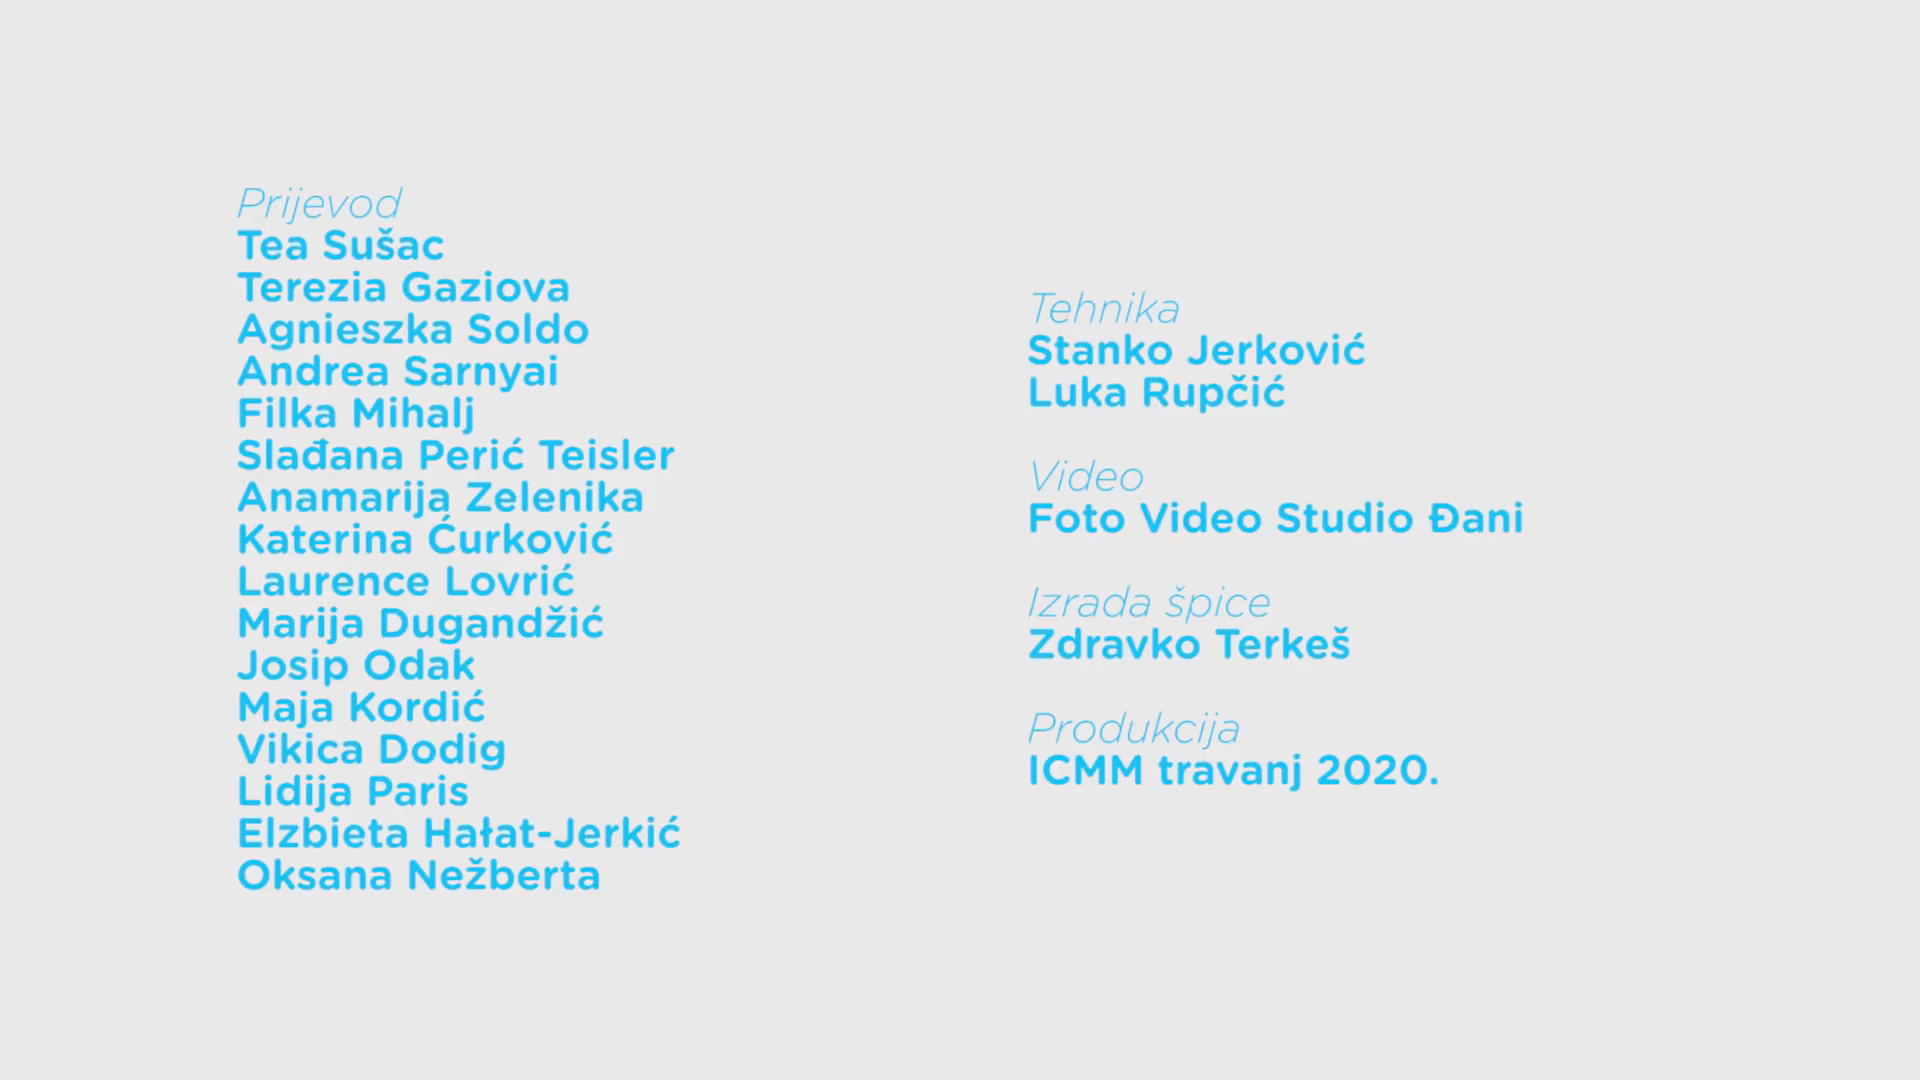 Prijevod
Tea Sušac
Terezia Gaziova
Agnieszka Soldo
Andrea Sarnyai
Filka Mihalj
Slađana Perić Teisler
Anamarija Zelenika
Katerina Ćurković
Laurence Lovrić
Marija Dugandžić
Josip Odak
Maja Kordić
Vikica Dodig
Lidija Paris
Elzbieta Hałat-Jerkić
Oksana Nežberta
Tehnika
Stanko Jerković
Luka Rupčić
Video
Foto Video Studio Đani
Izrada špice
Zdravko Terkeš
Produkcija
ICMM travanj 2020.